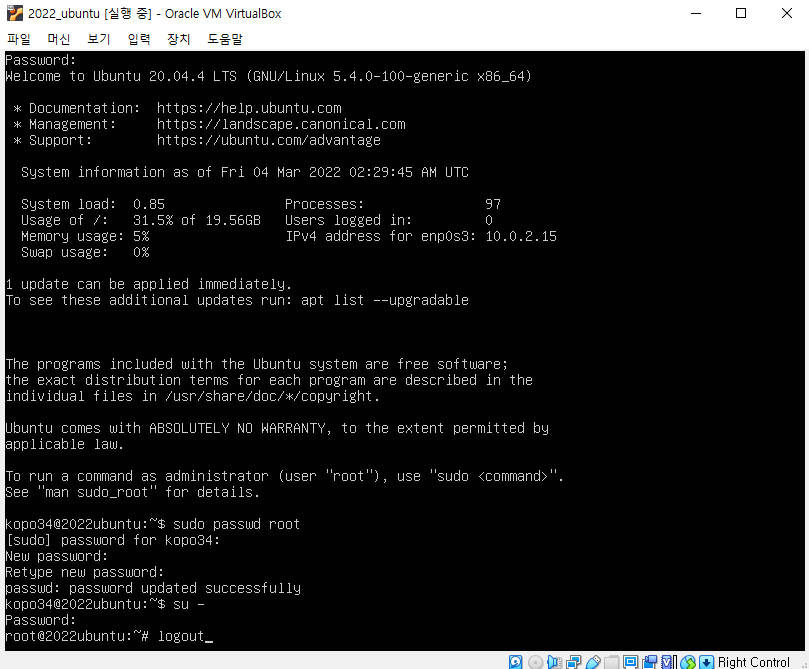 2022_ubuntu [실행 중] - Oracle VM VirtualBox
파일 머신 보기 입력 장치 도움말
Password:
Welcome to Ubuntu 20.04.4 LTS (GNU/Linux 5.4.0-100-generic x86_64)
* Documentation: https://help.ubuntu.com
* Management: https://landscape.canonical.com
* Support: https://ubuntu.com/advantage
System information as of Fri 04 Mar 2022 02:29:45 AM UTC
System load: 0.85 Processes: 97
Usage of /: 31.5% of 19.56GB Users logged in: 0
Memory usage: 5% IPv4 address for enp0s3: 10.0.2.15
Swap usage: 0%
1 update can be applied immediately.
To see these additional updates run: apt list --upgradable
The programs included with the Ubuntu system are free software;
the exact distribution terms for each program are described in the
individual files in /usr/share/doc/*/copyright.
Ubuntu comes with ABSOLUTELY NO WARRANTY, to the extent permitted by
applicable law.
To run a command as administrator (user "root"), use "sudo <command>".
See "man sudo_root" for details.
kopo34@2022ubuntu:~$ sudo passwd root
[sudo] password for kopo34:
New password:
Retype new password:
passwd: password updated successfully
kopo34@2022ubuntu:~$ su -
Password:
root@2022ubuntu:~# logout_
Right Control